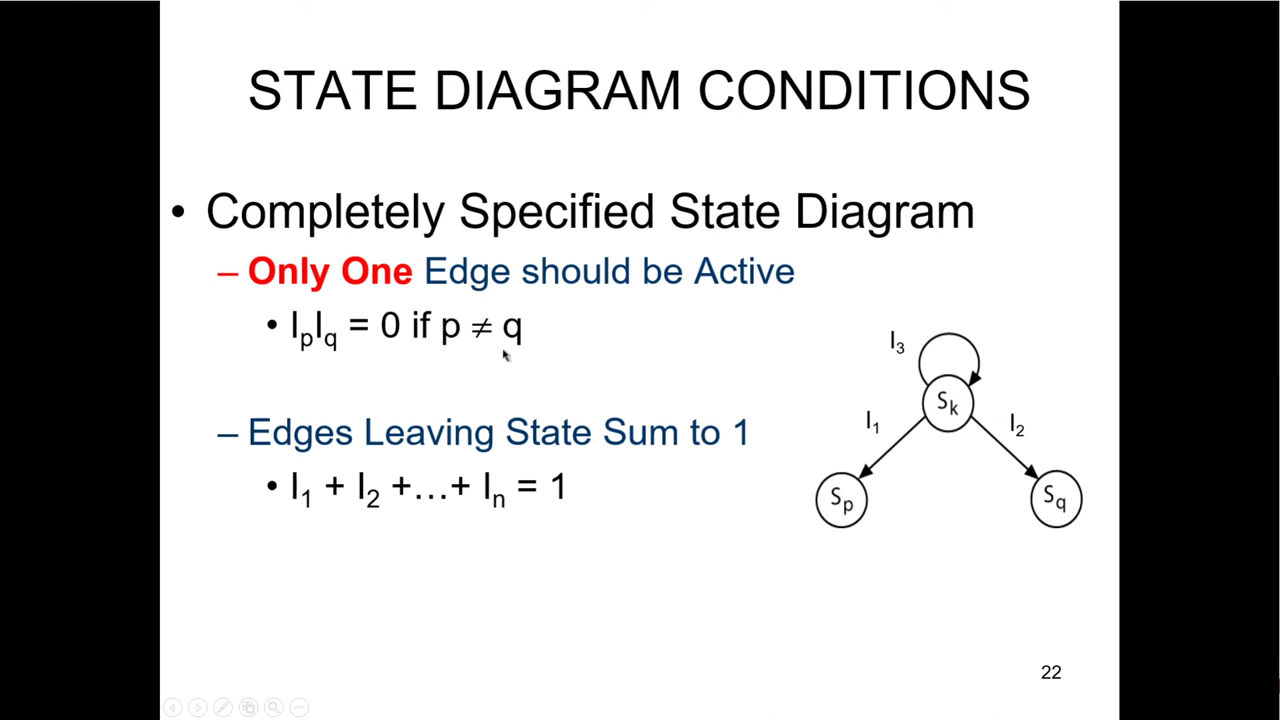 STATE DIAGRAM CONDITIONS
• Completely Specified State Diagram
– Only One Edge should be Active
• IpIq = 0 if p ≠ q
– Edges Leaving State Sum to 1
• I1 + I2 +…+ In = 1
I3
Sk
I1
I2
Sp
Sq
22